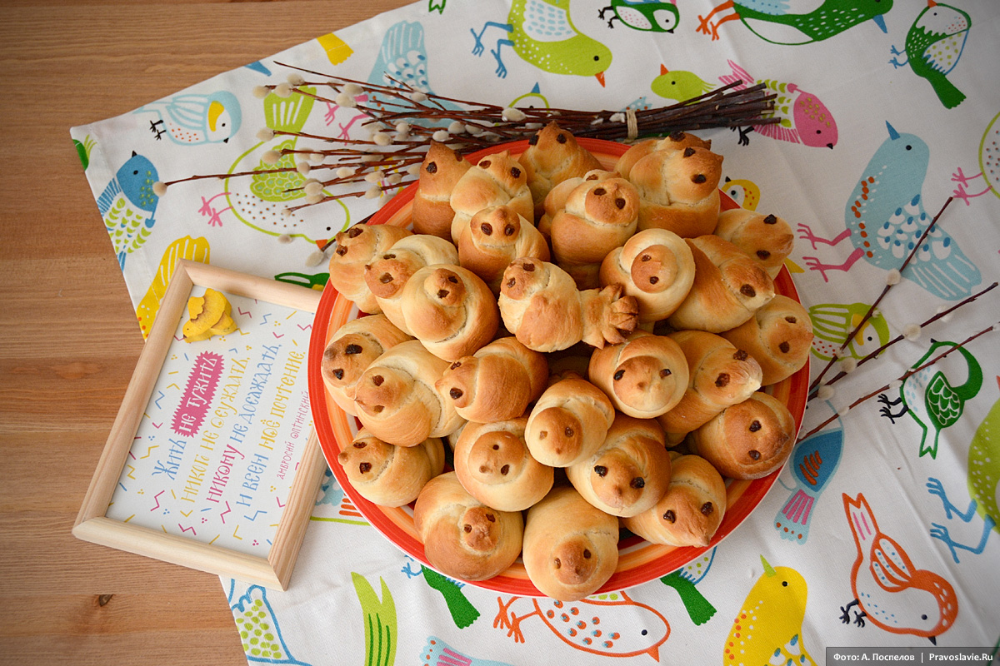 Жить не тужить,
никого не осуждать,
никому не досаждать,
и всем моё почтение.
АМВРОСИЙ ОПТИНСКИЙ
Фото: А. Поспелов | Pravoslavie.Ru